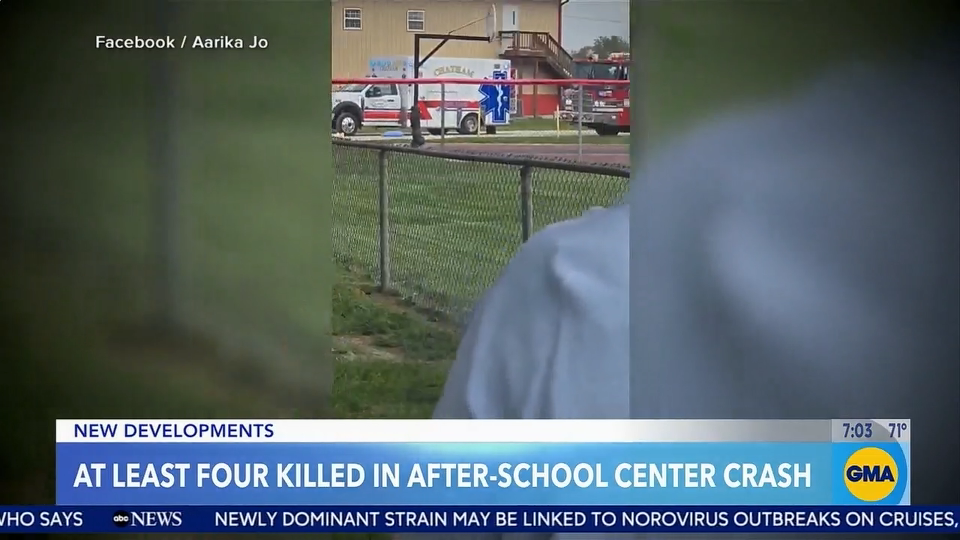 Facebook / Aarika Jo
CHATHAM
NEW DEVELOPMENTS
7:03 71°
AT LEAST FOUR KILLED IN AFTER-SCHOOL CENTER CRASH
GMA
WHO SAYS abc NEWS NEWLY DOMINANT STRAIN MAY BE LINKED TO NOROVIRUS OUTBREAKS ON CRUISES,